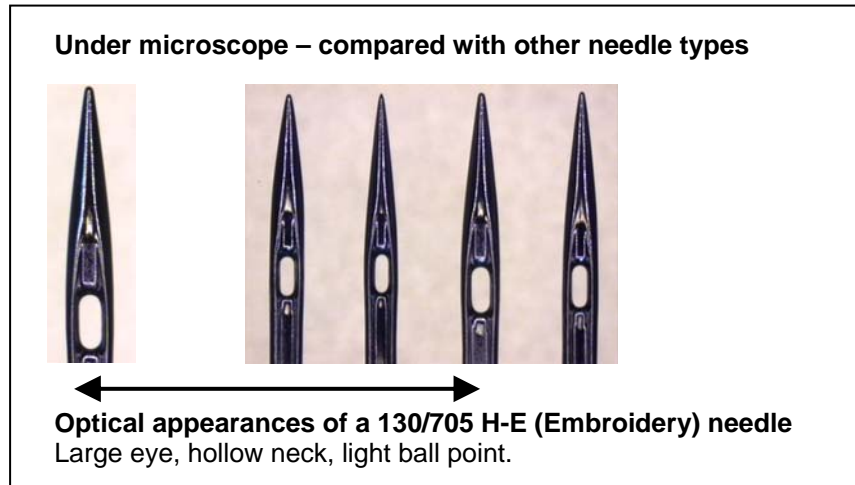 Under microscope – compared with other needle types
Optical appearances of a 130/705 H-E (Embroidery) needle
Large eye, hollow neck, light ball point.